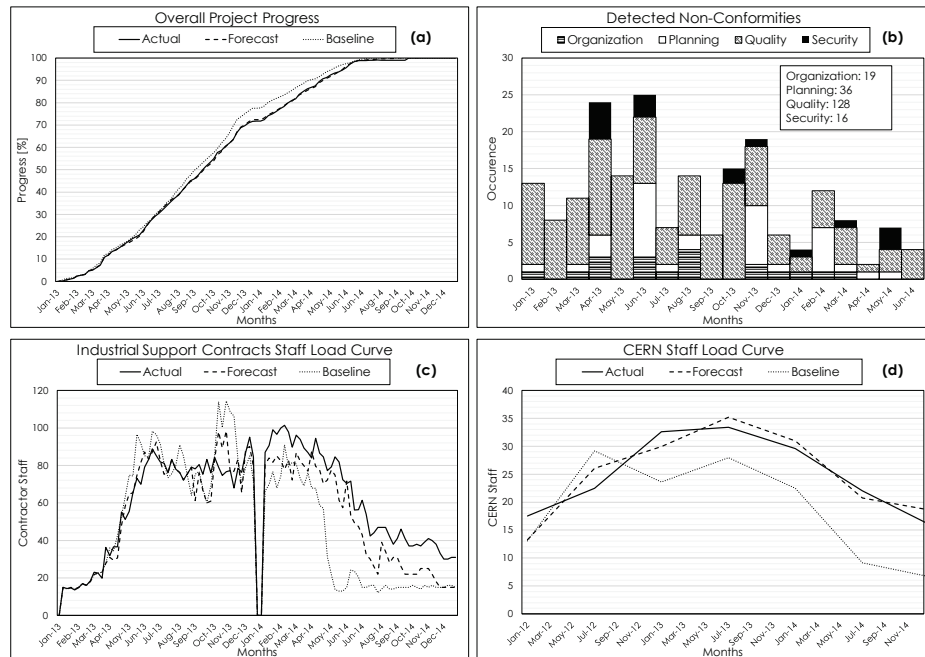 Overall Project Progress
Actual Forecast Baseline
(a)
Progress [%]
100
90
80
70
60
50
40
30
20
10
0
Jan-13 Feb-13 Mar-13 Apr-13 May-13 Jun-13 Jul-13 Aug-13 Sep-13 Oct-13 Nov-13 Dec-13 Jan-14 Feb-14 Mar-14 Apr-14 May-14 Jun-14 Jun-14 Jul-14 Aug-14 Sep-14 Oct-14 Nov-14 Dec-14
Months
Detected Non-Conformities
Organization Planning Quality Security
(b)
Organization: 19
Planning: 36
Quality: 128
Security: 16
Occurence
30
25
20
15
10
5
0
Jan-13 Feb-13 Mar-13 Apr-13 May-13 Jun-13 Jul-13 Aug-13 Sep-13 Oct-13 Nov-13 Dec-13 Jan-14 Feb-14 Mar-14 Apr-14 May-14 Jun-14
Months
Industrial Support Contracts Staff Load Curve
Actual Forecast Baseline
(c)
Contractor Staff
120
100
80
60
40
20
0
Jan-13 Feb-13 Mar-13 Apr-13 May-13 Jun-13 Jul-13 Aug-13 Sep-13 Oct-13 Nov-13 Dec-13 Jan-14 Feb-14 Mar-14 Apr-14 May-14 Jun-14 Jul-14 Aug-14 Sep-14 Oct-14 Nov-14 Dec-14
Months
CERN Staff Load Curve
Actual Forecast Baseline
(d)
CERN Staff
40
35
30
25
20
15
10
5
0
Jan-12 Mar-12 May-12 Jul-12 Sep-12 Nov-12 Jan-13 Mar-13 May-13 Jul-13 Sep-13 Nov-13 Jan-14 Mar-14 May-14 Jul-14 Sep-14 Nov-14
Months